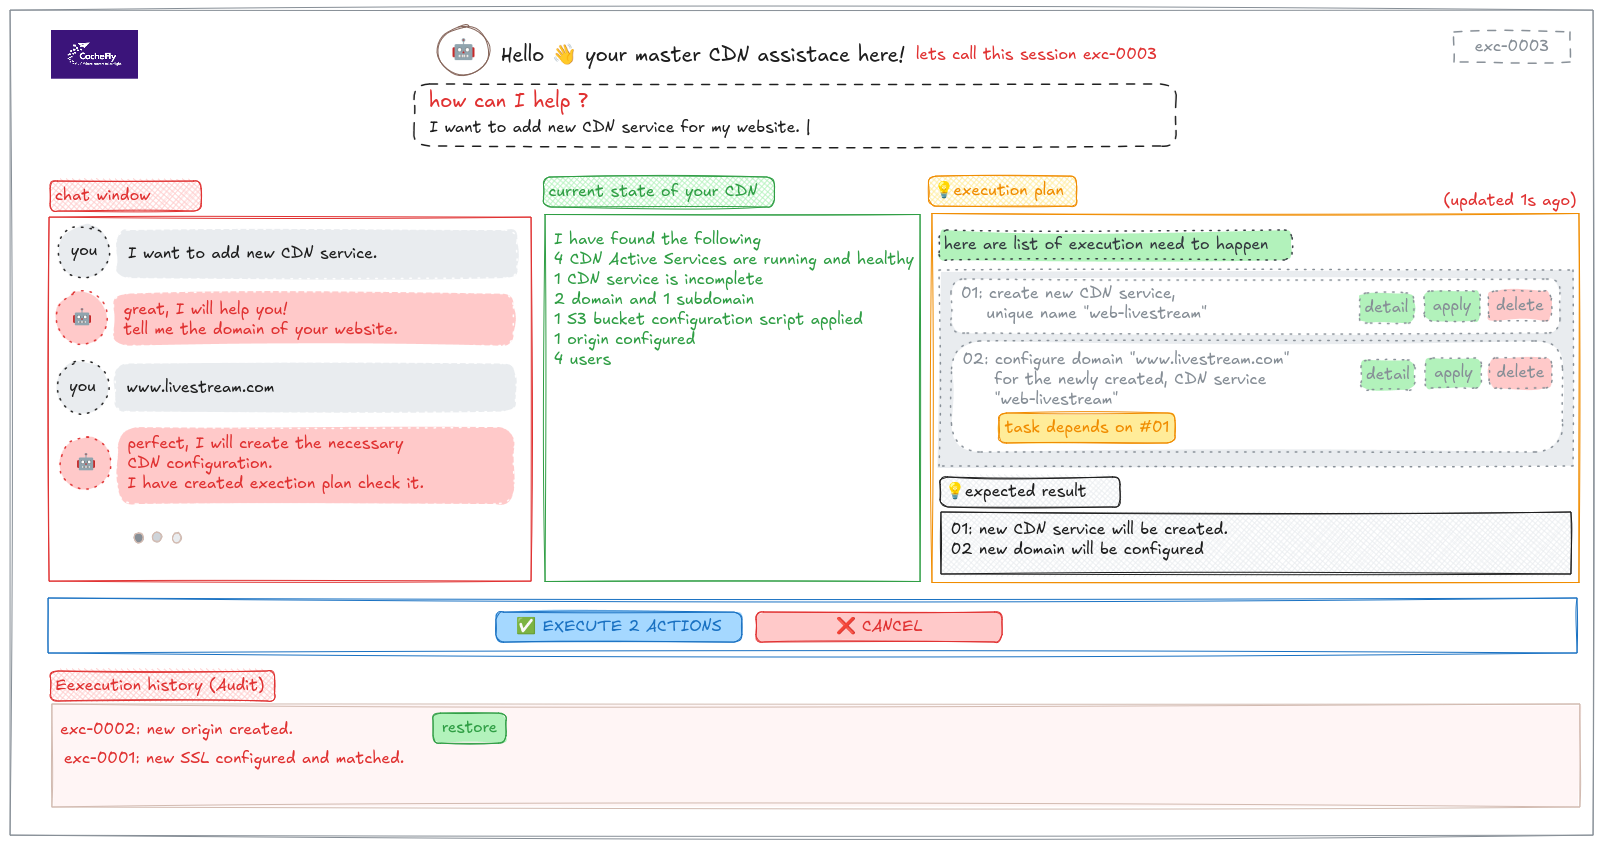 CacheFly
Hello 👋 your master CDN assistace here!
lets call this session exc-0003
exc-0003
how can I help ?
I want to add new CDN service for my website. |
chat window
you
I want to add new CDN service.
great, I will help you!
tell me the domain of your website.
you
www.livestream.com
perfect, I will create the necessary
CDN configuration.
I have created exection plan check it.
current state of your CDN
I have found the following
4 CDN Active Services are running and healthy
1 CDN service is incomplete
2 domain and 1 subdomain
1 S3 bucket configuration script applied
1 origin configured
4 users
💡execution plan
(updated 1s ago)
here are list of execution need to happen
01: create new CDN service,
unique name "web-livestream"
detail
apply
delete
02: configure domain "www.livestream.com"
for the newly created, CDN service
"web-livestream"
detail
apply
delete
task depends on #01
💡expected result
01: new CDN service will be created.
02 new domain will be configured
✅ EXECUTE 2 ACTIONS
❌ CANCEL
Eexecution history (Audit)
exc-0002: new origin created.
restore
exc-0001: new SSL configured and matched.